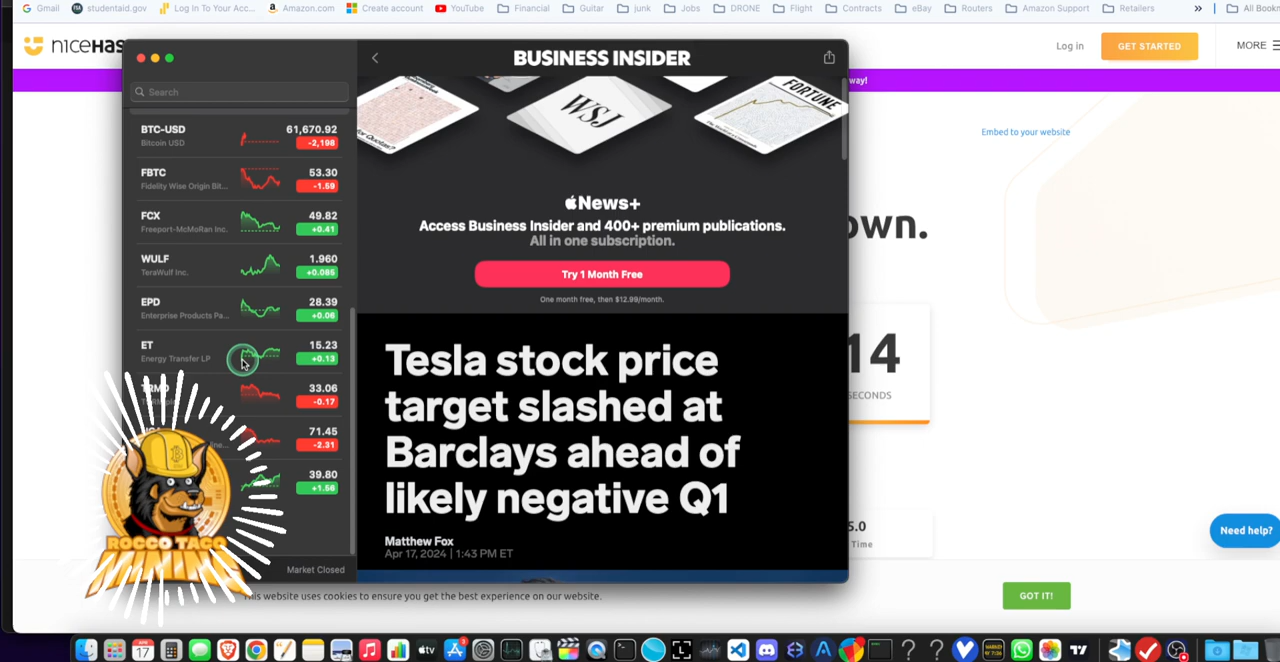 Gmail
studentaid.gov
Log In To Your Acc...
Amazon.com
Create account
YouTube
Financial
Guitar
junk
Jobs
DRONE
Flight
Contracts
eBay
Routers
Amazon Support
Retailers
»
All Bookm
nıceHAS
Log in
GET STARTED
MORE
way!
Embed to your website
own.
14
SECONDS
5.0
Time
Need help?
This website uses cookies to ensure you get the best experience on our website.
GOT IT!
Search
BTC-USD 61,670.92
Bitcoin USD -2,198
FBTC 53.30
Fidelity Wise Origin Bit... -1.59
FCX 49.82
Freeport-McMoRan Inc. +0.41
WULF 1.960
TeraWulf Inc. +0.085
EPD 28.39
Enterprise Products Pa... +0.06
ET 15.23
Energy Transfer LP +0.13
33.06
-0.17
71.45
-2.31
39.80
+1.56
Market Closed
BUSINESS INSIDER
WSJ
FORTUNE
News+
Access Business Insider and 400+ premium publications.
All in one subscription.
Try 1 Month Free
One month free, then $12.99/month.
Tesla stock price
target slashed at
Barclays ahead of
likely negative Q1
Matthew Fox
Apr 17, 2024 | 1:43 PM ET
ROCCO TACO
MINING
17
tv
3